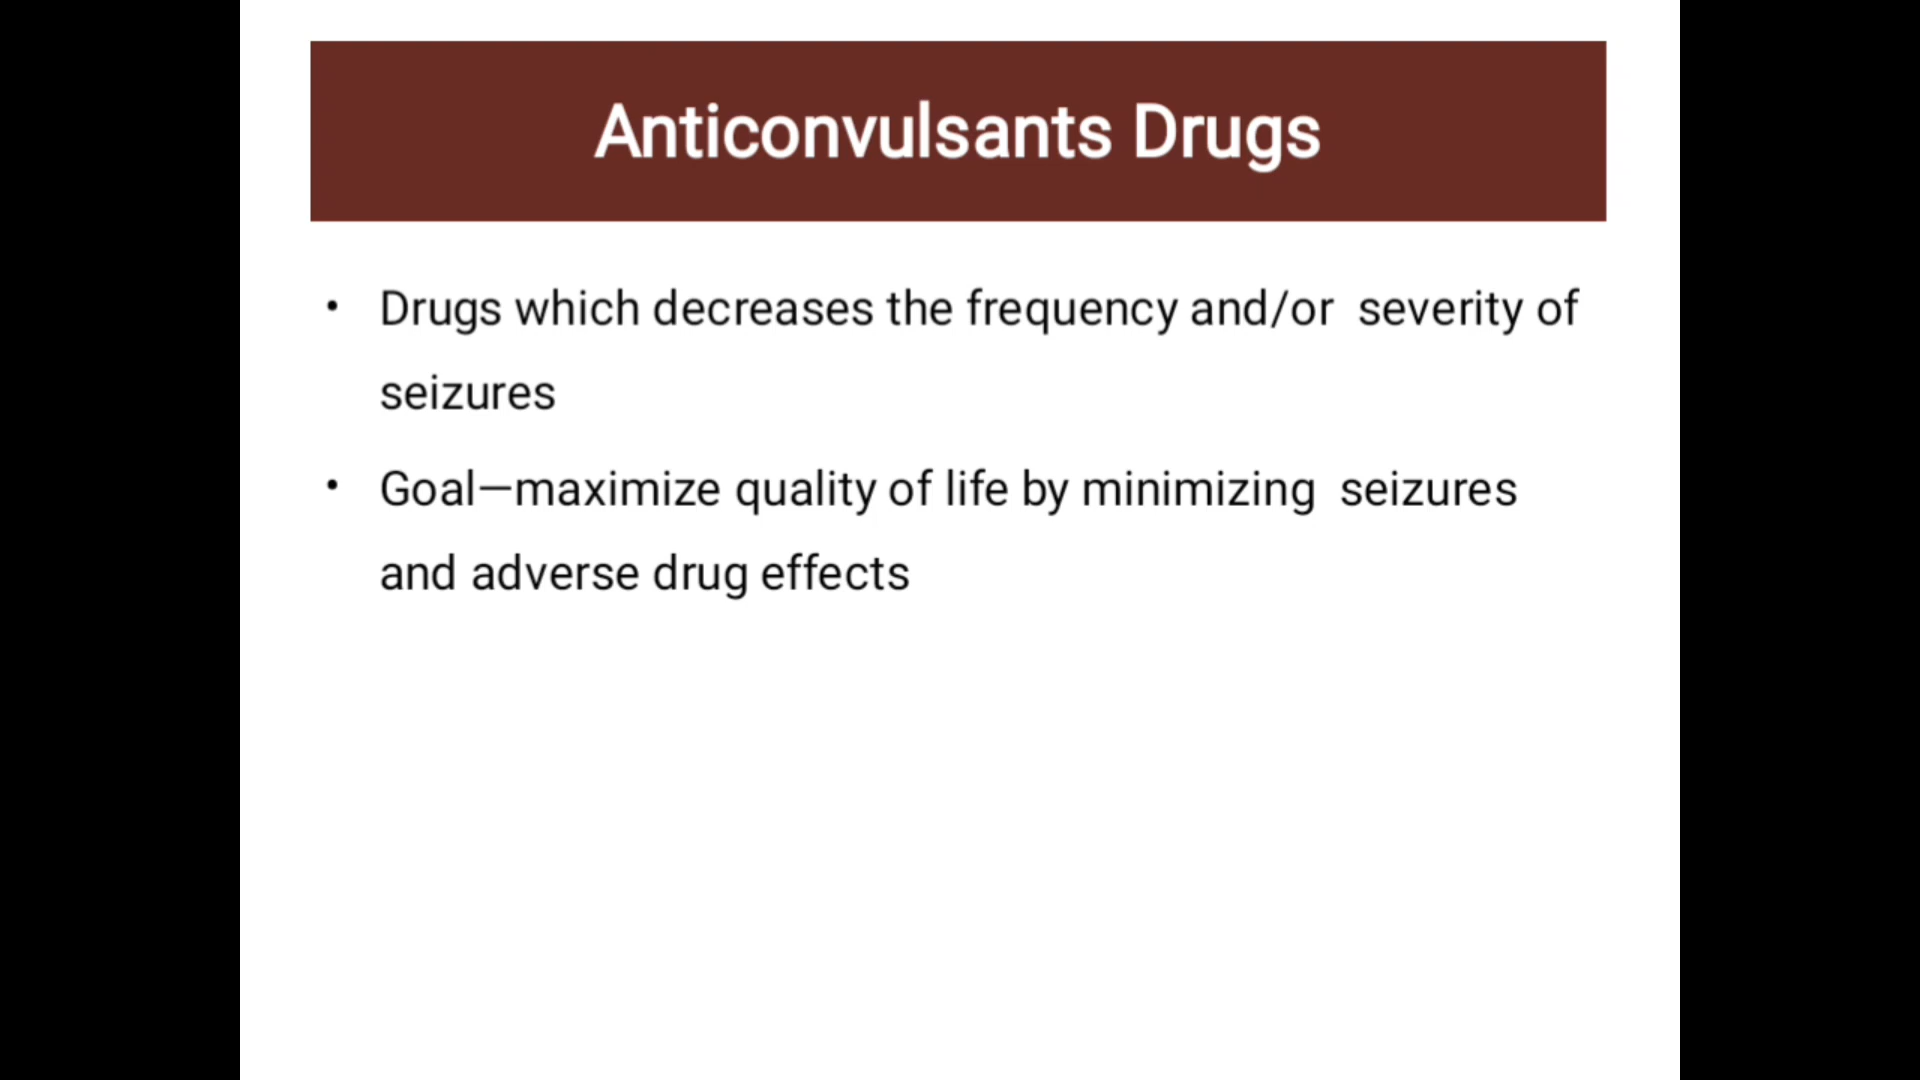 Anticonvulsants Drugs
• Drugs which decreases the frequency and/or severity of
seizures
• Goal—maximize quality of life by minimizing seizures
and adverse drug effects